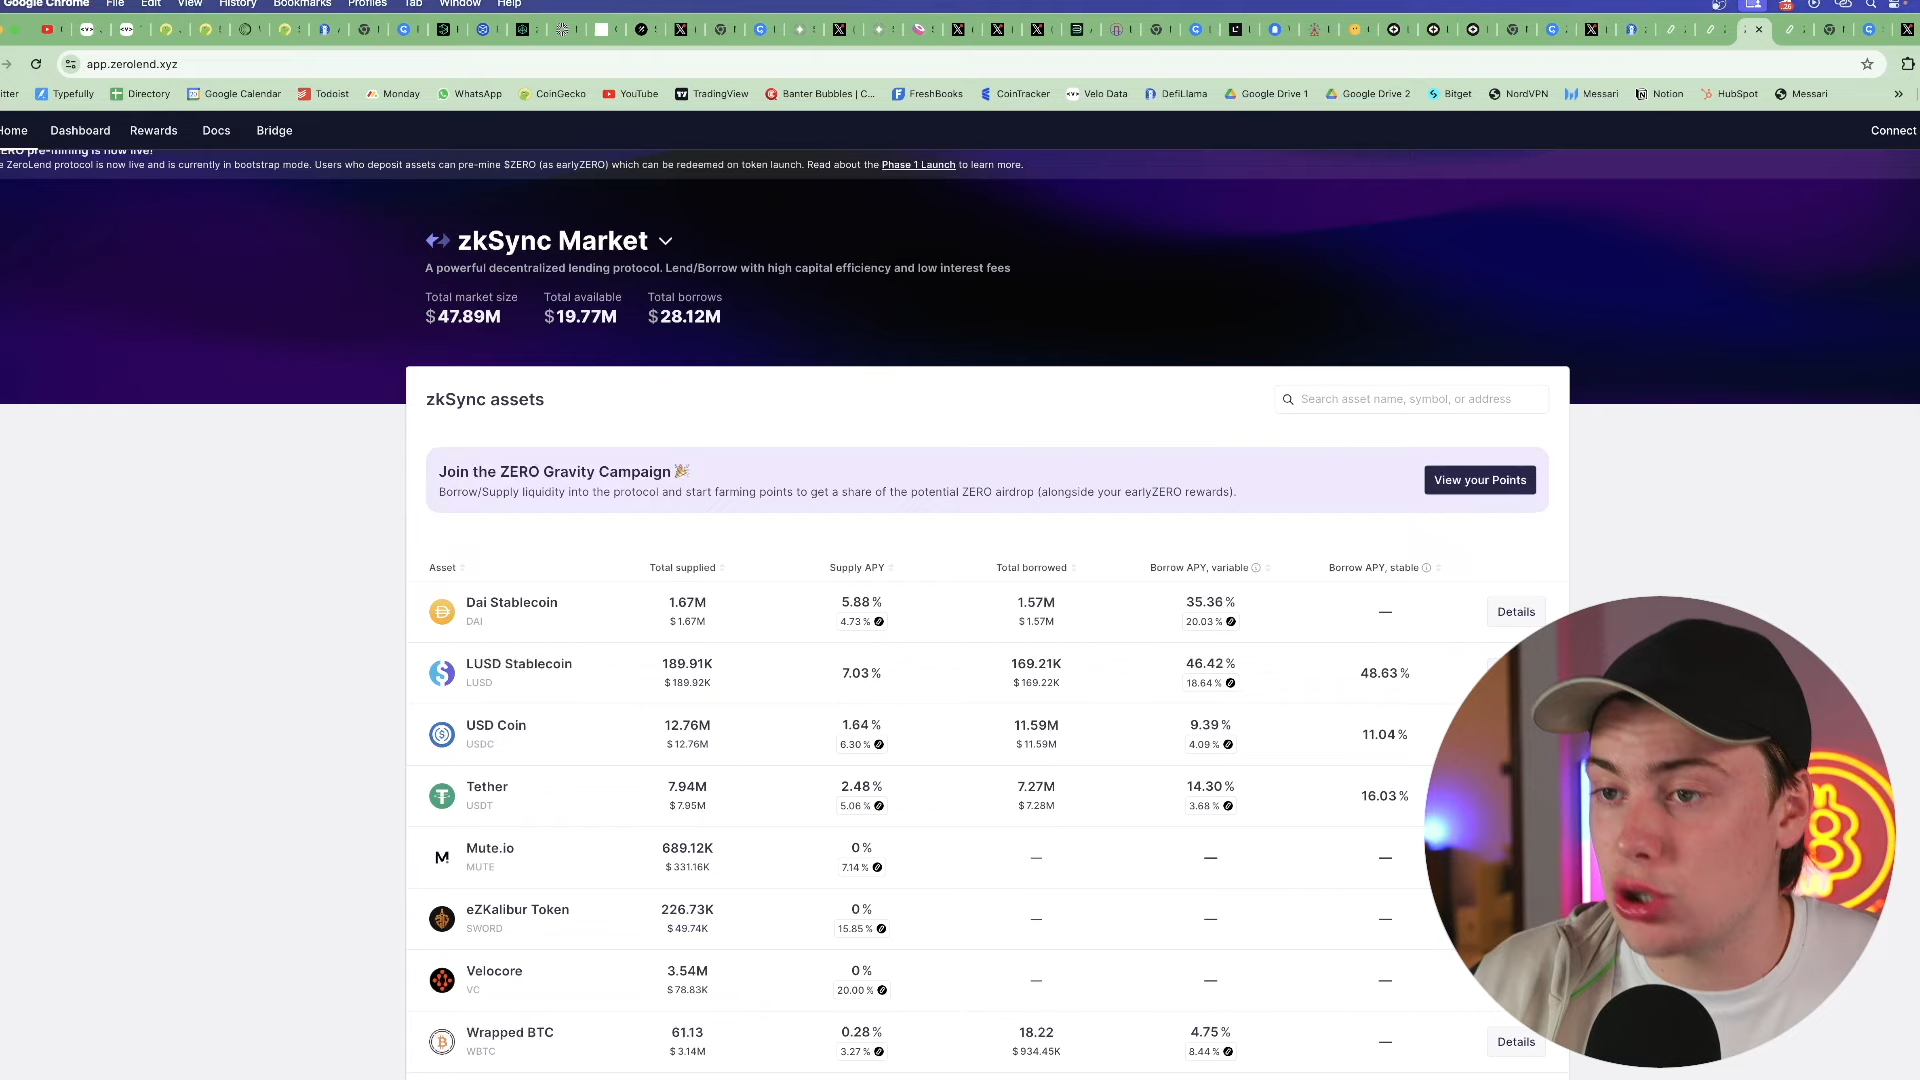 Google Chrome File Edit View History Bookmarks Profiles Tab Window Help
app.zerolend.xyz
itter Typefully Directory Google Calendar Todoist Monday WhatsApp CoinGecko YouTube TradingView Banter Bubbles | C... FreshBooks CoinTracker Velo Data DefiLlama Google Drive 1 Google Drive 2 Bitget NordVPN Messari Notion HubSpot Messari
Home Dashboard Rewards Docs Bridge Connect
ERO pre-mining is now live!
e ZeroLend protocol is now live and is currently in bootstrap mode. Users who deposit assets can pre-mine $ZERO (as earlyZERO) which can be redeemed on token launch. Read about the Phase 1 Launch to learn more.
zkSync Market
A powerful decentralized lending protocol. Lend/Borrow with high capital efficiency and low interest fees
Total market size Total available Total borrows
$47.89M $19.77M $28.12M
zkSync assets
Search asset name, symbol, or address
Join the ZERO Gravity Campaign
Borrow/Supply liquidity into the protocol and start farming points to get a share of the potential ZERO airdrop (alongside your earlyZERO rewards).
View your Points
Asset Total supplied Supply APY Total borrowed Borrow APY, variable Borrow APY, stable
Dai Stablecoin 1.67M 5.88% 1.57M 35.36% — Details
DAI $1.67M 4.73% $1.57M 20.03%
LUSD Stablecoin 189.91K 7.03% 169.21K 46.42% 48.63%
LUSD $189.92K $169.22K 18.64%
USD Coin 12.76M 1.64% 11.59M 9.39% 11.04%
USDC $12.76M 6.30% $11.59M 4.09%
Tether 7.94M 2.48% 7.27M 14.30% 16.03%
USDT $7.95M 5.06% $7.28M 3.68%
Mute.io 689.12K 0% — — —
MUTE $331.16K 7.14%
eZKalibur Token 226.73K 0% — — —
SWORD $49.74K 15.85%
Velocore 3.54M 0% — — —
VC $78.83K 20.00%
Wrapped BTC 61.13 0.28% 18.22 4.75% — Details
WBTC $3.14M 3.27% $934.45K 8.44%